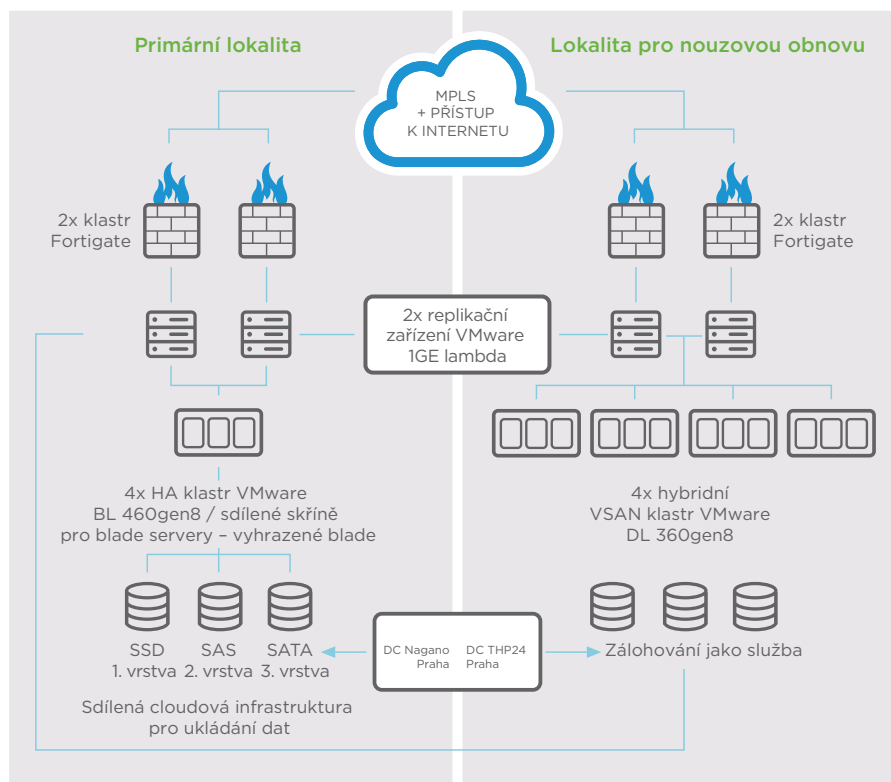 Primární lokalita
Lokalita pro nouzovou obnovu
MPLS
+ PŘÍSTUP
K INTERNETU
2x klastr
Fortigate
2x klastr
Fortigate
2x replikační
zařízení VMware
1GE lambda
4x HA klastr VMware
BL 460gen8 / sdílené skříně
pro blade servery – vyhrazené blade
4x hybridní
VSAN klastr VMware
DL 360gen8
SSD
1. vrstva
SAS
2. vrstva
SATA
3. vrstva
DC Nagano
Praha
DC THP24
Praha
Zálohování jako služba
Sdílená cloudová infrastruktura
pro ukládání dat